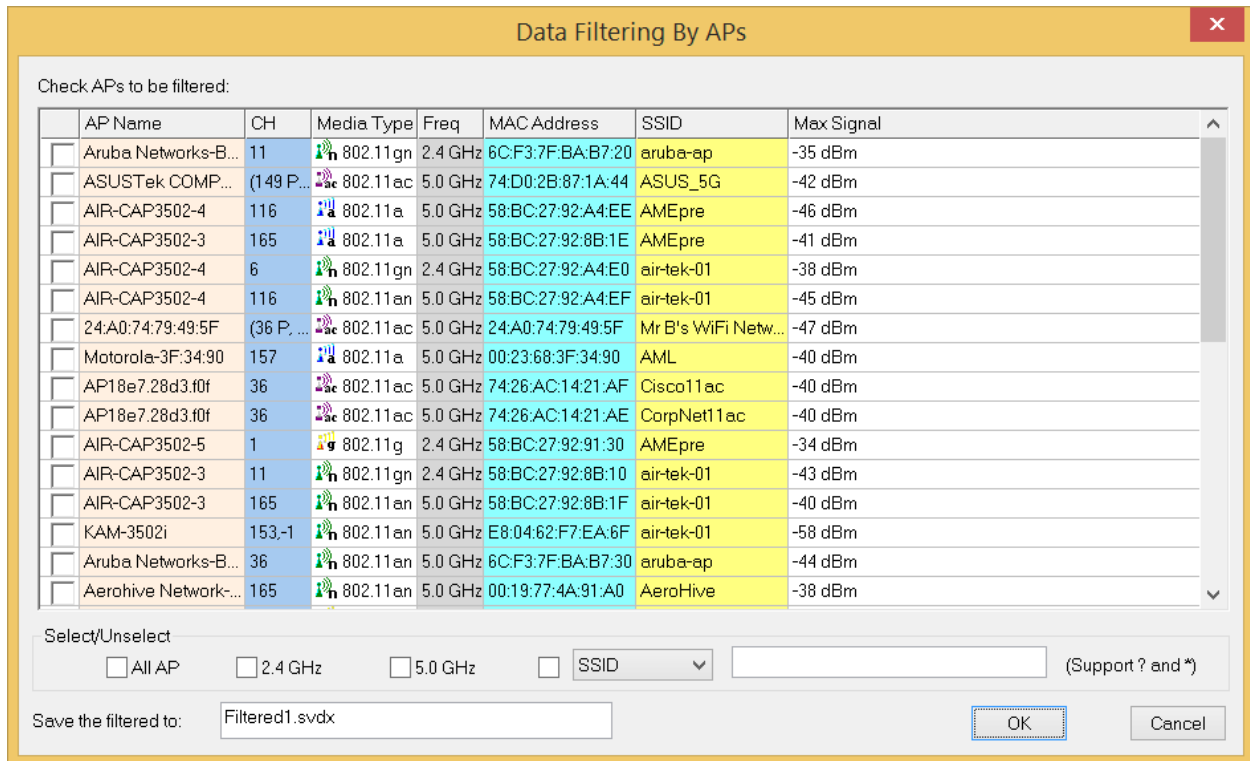 Data Filtering By APs
Check APs to be filtered:
AP Name CH Media Type Freq MAC Address SSID Max Signal
Aruba Networks-B... 11 n 802.11gn 2.4 GHz 6C:F3:7F:BA:B7:20 aruba-ap -35 dBm
ASUSTek COMP... (149 P... ac 802.11ac 5.0 GHz 74:D0:2B:87:1A:44 ASUS_5G -42 dBm
AIR-CAP3502-4 116 a 802.11a 5.0 GHz 58:BC:27:92:A4:EE AMEpre -46 dBm
AIR-CAP3502-3 165 a 802.11a 5.0 GHz 58:BC:27:92:8B:1E AMEpre -41 dBm
AIR-CAP3502-4 6 n 802.11gn 2.4 GHz 58:BC:27:92:A4:E0 air-tek-01 -38 dBm
AIR-CAP3502-4 116 n 802.11an 5.0 GHz 58:BC:27:92:A4:EF air-tek-01 -45 dBm
24:A0:74:79:49:5F (36 P, ... ac 802.11ac 5.0 GHz 24:A0:74:79:49:5F Mr B's WiFi Netw... -47 dBm
Motorola-3F:34:90 157 a 802.11a 5.0 GHz 00:23:68:3F:34:90 AML -40 dBm
AP18e7.28d3.f0f 36 ac 802.11ac 5.0 GHz 74:26:AC:14:21:AF Cisco11ac -40 dBm
AP18e7.28d3.f0f 36 ac 802.11ac 5.0 GHz 74:26:AC:14:21:AE CorpNet11ac -40 dBm
AIR-CAP3502-5 1 g 802.11g 2.4 GHz 58:BC:27:92:91:30 AMEpre -34 dBm
AIR-CAP3502-3 11 n 802.11gn 2.4 GHz 58:BC:27:92:8B:10 air-tek-01 -43 dBm
AIR-CAP3502-3 165 n 802.11an 5.0 GHz 58:BC:27:92:8B:1F air-tek-01 -40 dBm
KAM-3502i 153,-1 n 802.11an 5.0 GHz E8:04:62:F7:EA:6F air-tek-01 -58 dBm
Aruba Networks-B... 36 n 802.11an 5.0 GHz 6C:F3:7F:BA:B7:30 aruba-ap -44 dBm
Aerohive Network-... 165 n 802.11an 5.0 GHz 00:19:77:4A:91:A0 AeroHive -38 dBm
Select/Unselect
All AP 2.4 GHz 5.0 GHz SSID (Support ? and *)
Save the filtered to: Filtered1.svdx OK Cancel